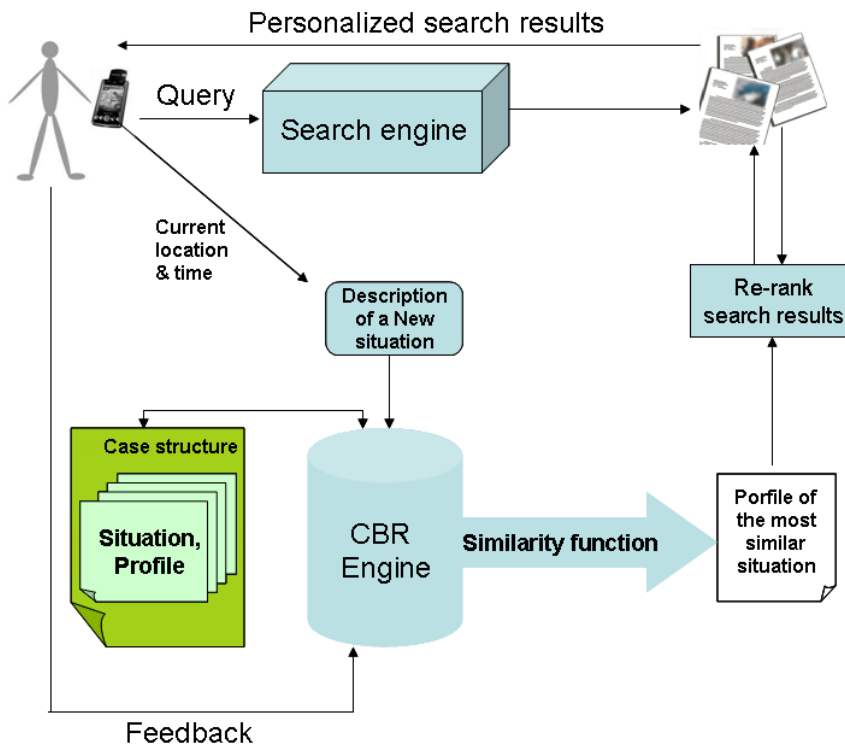 Personalized search results
Query
Search engine
Current
location
& time
Description
of a New
situation
Re-rank
search results
Case structure
Situation,
Profile
CBR
Engine
Similarity function
Porfile of
the most
similar
situation
Feedback